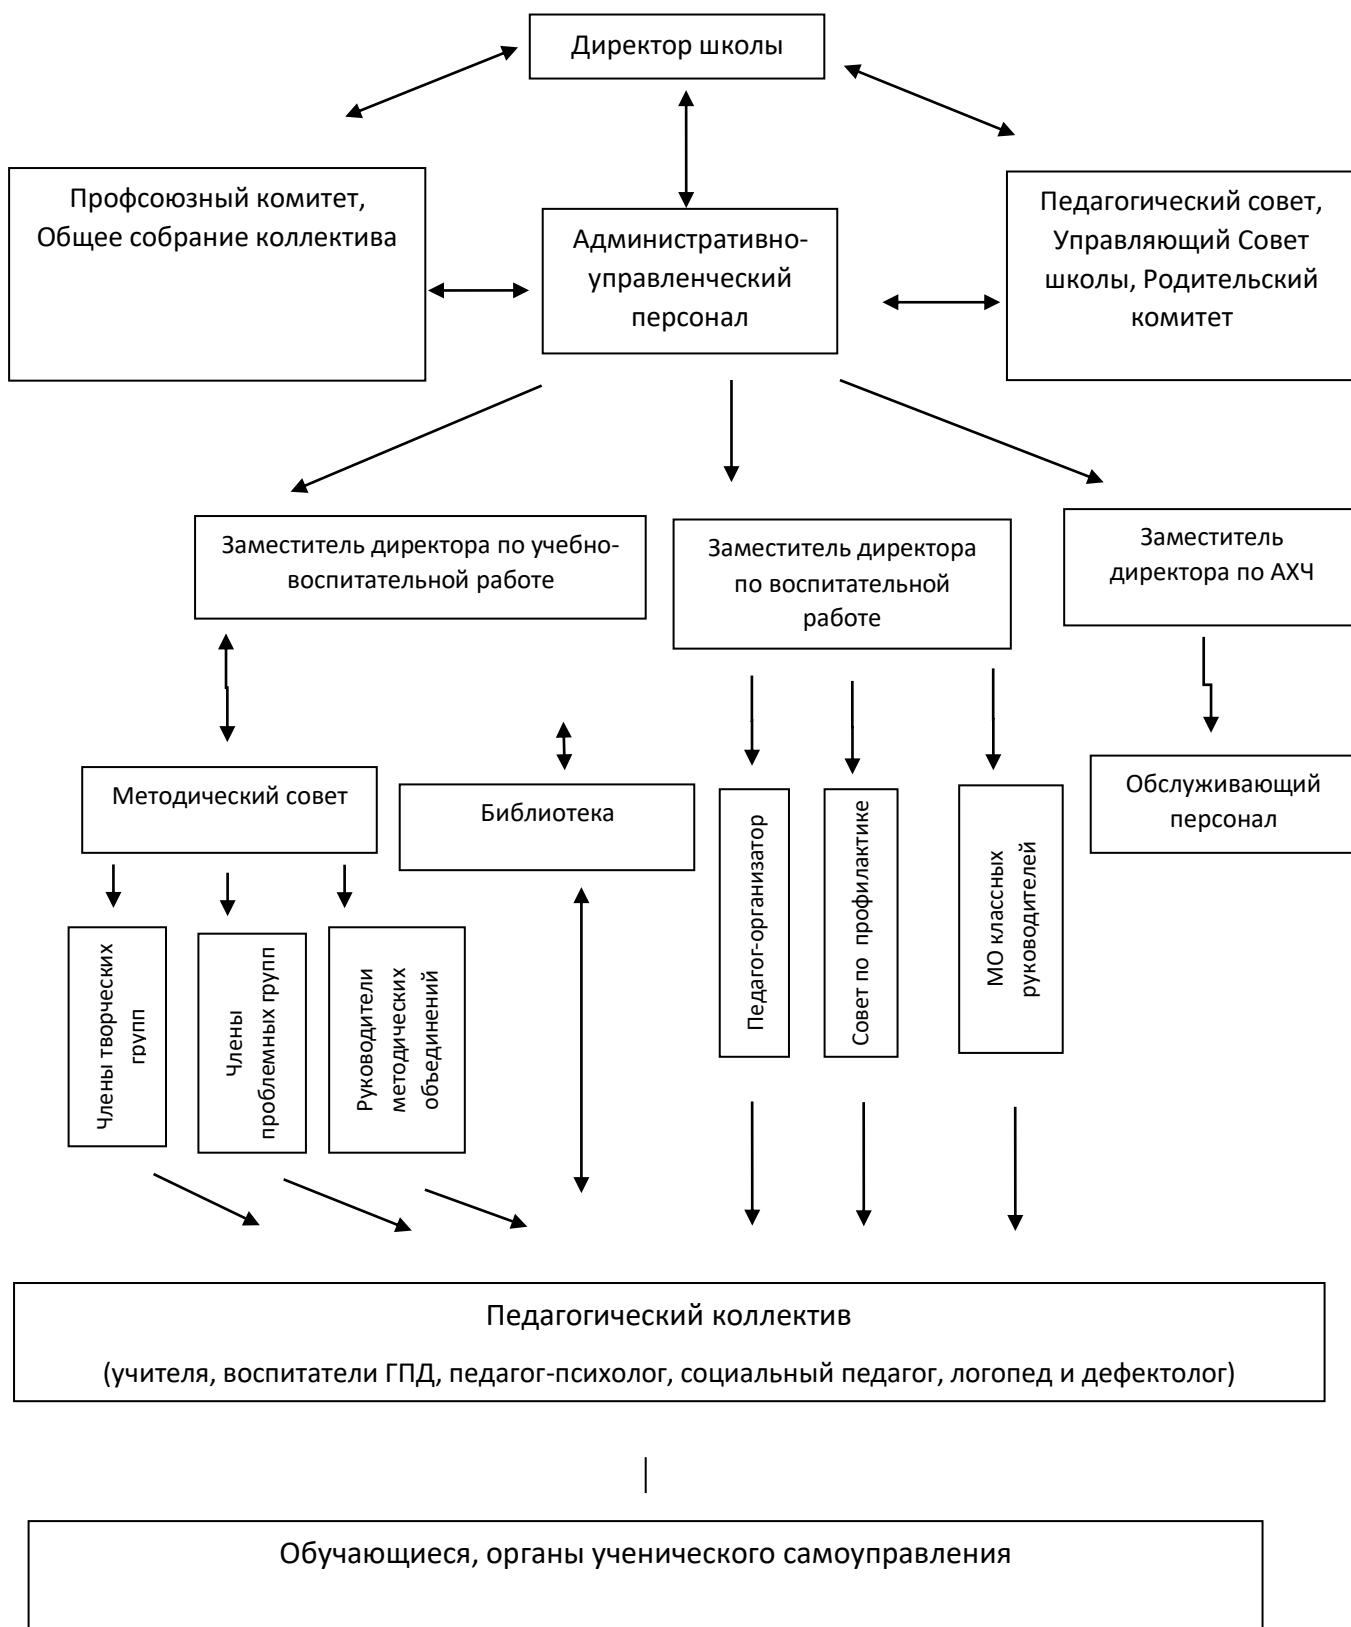 Директор школы
Профсоюзный комитет,
Общее собрание коллектива
Административно-
управленческий
персонал
Педагогический совет,
Управляющий Совет
школы, Родительский
комитет
Заместитель директора по учебно-
воспитательной работе
Заместитель директора
по воспитательной
работе
Заместитель
директора по АХЧ
Методический совет
Библиотека
Педагог-организатор
Совет по профилактике
МО классных
руководителей
Обслуживающий
персонал
Члены творческих
групп
Члены
проблемных групп
Руководители
методических
объединений
Педагогический коллектив
(учителя, воспитатели ГПД, педагог-психолог, социальный педагог, логопед и дефектолог)
Обучающиеся, органы ученического самоуправления